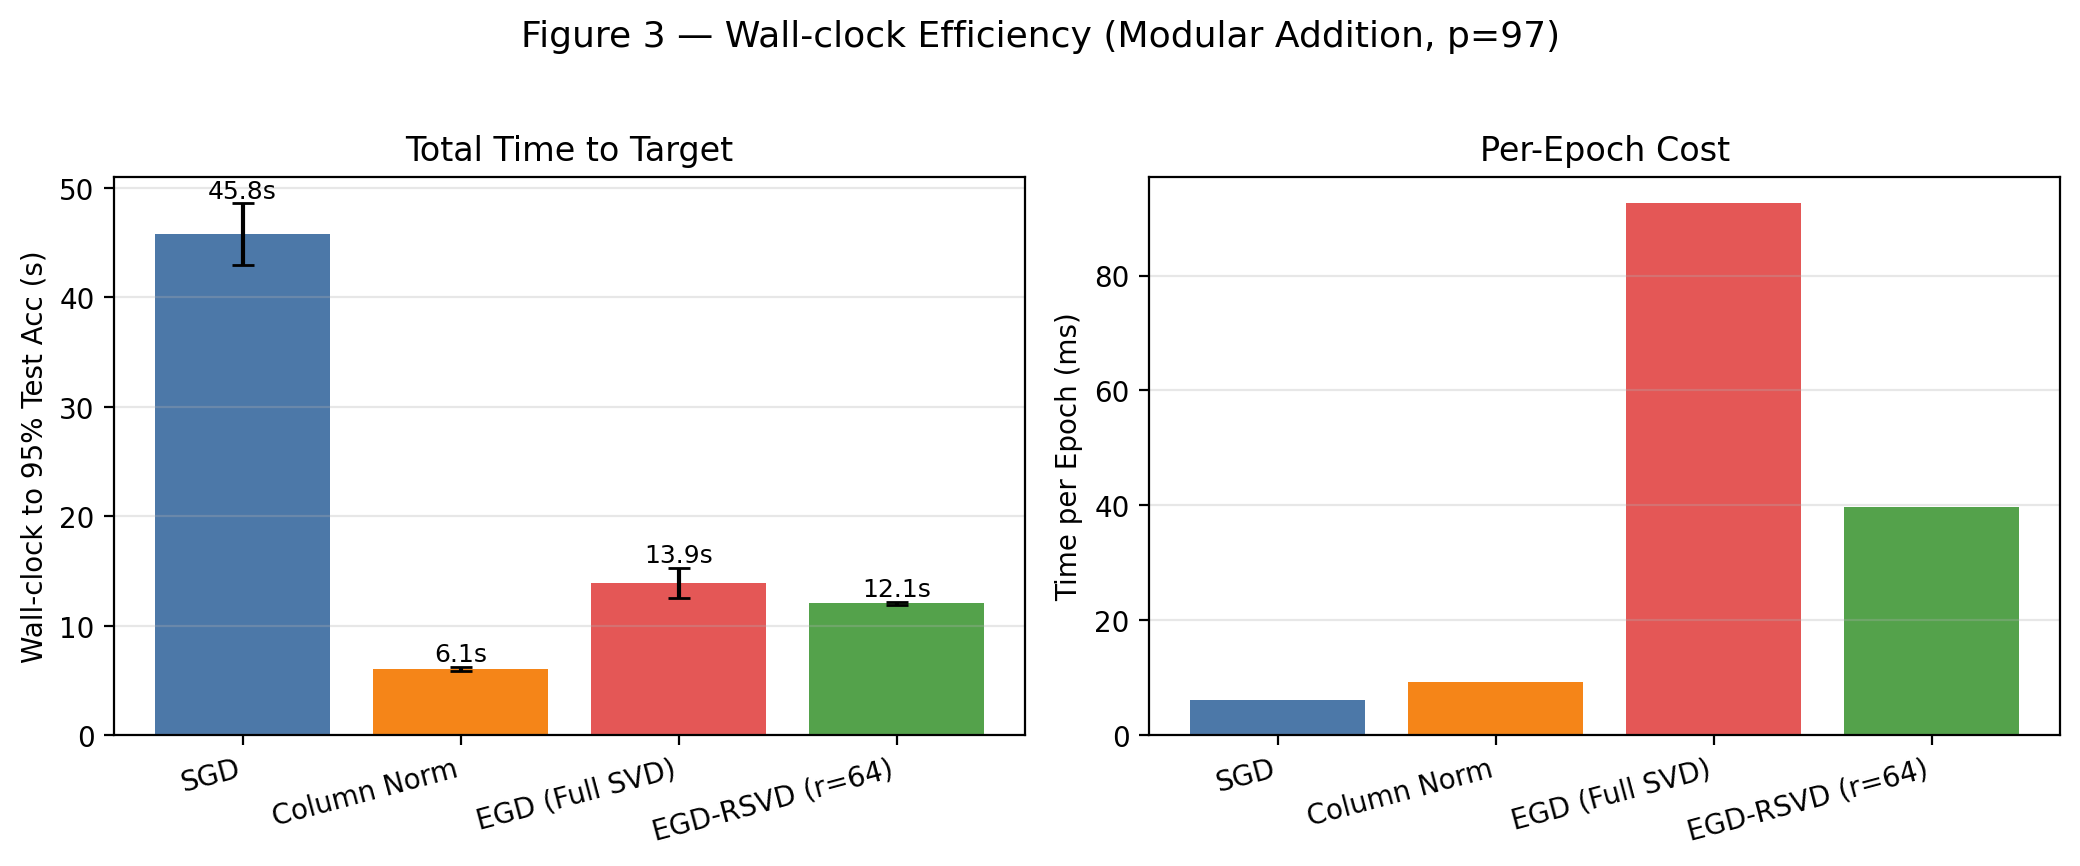 Figure 3 — Wall-clock Efficiency (Modular Addition, p=97)
Total Time to Target
Wall-clock to 95% Test Acc (s)
50
40
30
20
10
0
45.8s
6.1s
13.9s
12.1s
SGD
Column Norm
EGD (Full SVD)
EGD-RSVD (r=64)
Per-Epoch Cost
Time per Epoch (ms)
80
60
40
20
0
SGD
Column Norm
EGD (Full SVD)
EGD-RSVD (r=64)